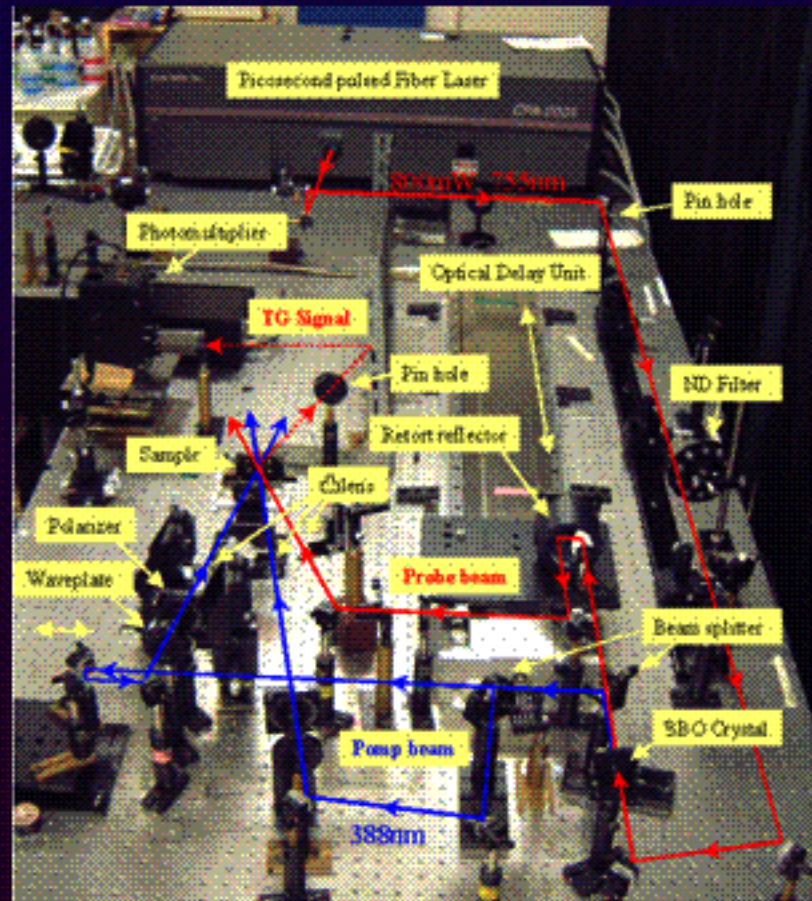 Picosecond pulsed Fiber Laser
800mW, 755nm
Pin hole
Photomultiplier
Optical Delay Unit
TG Signal
Pin hole
ND Filter
Retort reflector
Sample
Polarizer
Waveplate
Probe beam
Beam splitter
BBO Crystal
Pomp beam
388nm